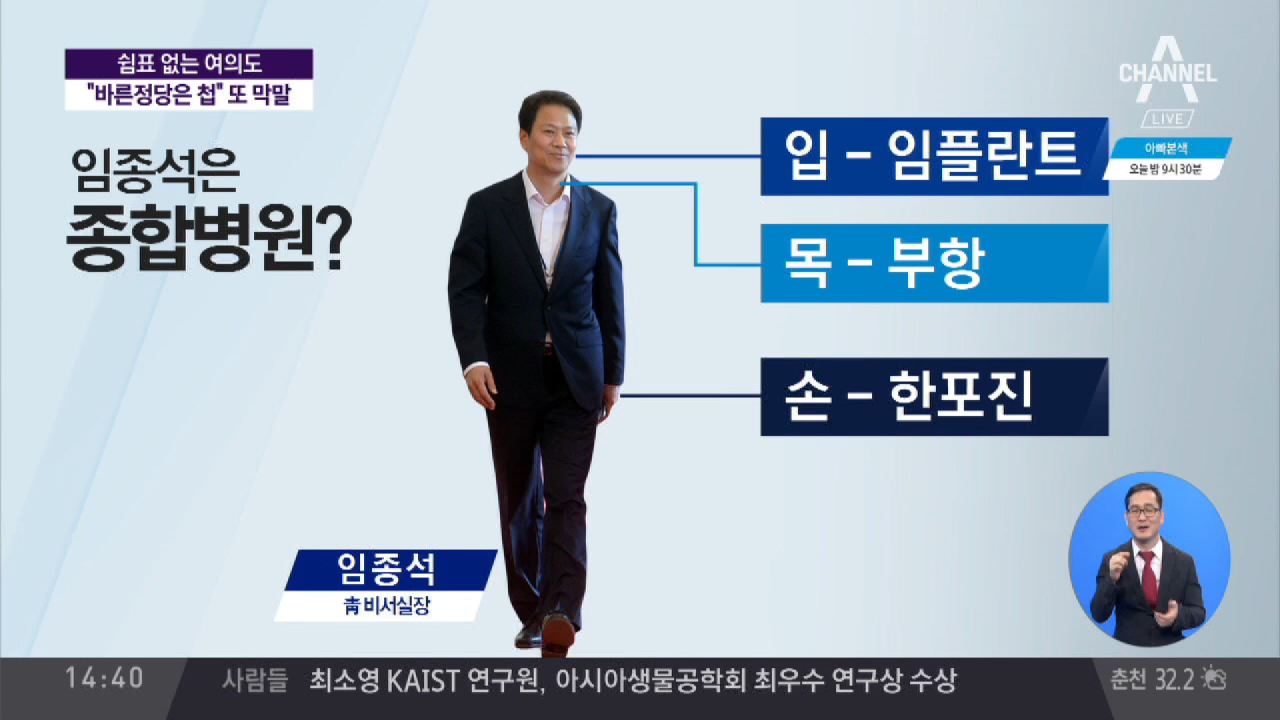 쉼표 없는 여의도
"바른정당은 첩" 또 막말
임종석은
종합병원?
CHANNEL A
LIVE
아빠본색
오늘 밤 9시 30분
입 - 임플란트
목 - 부항
손 - 한포진
임종석
靑 비서실장
14:40
사람들 최소영 KAIST 연구원, 아시아생물공학회 최우수 연구상 수상
춘천 32.2